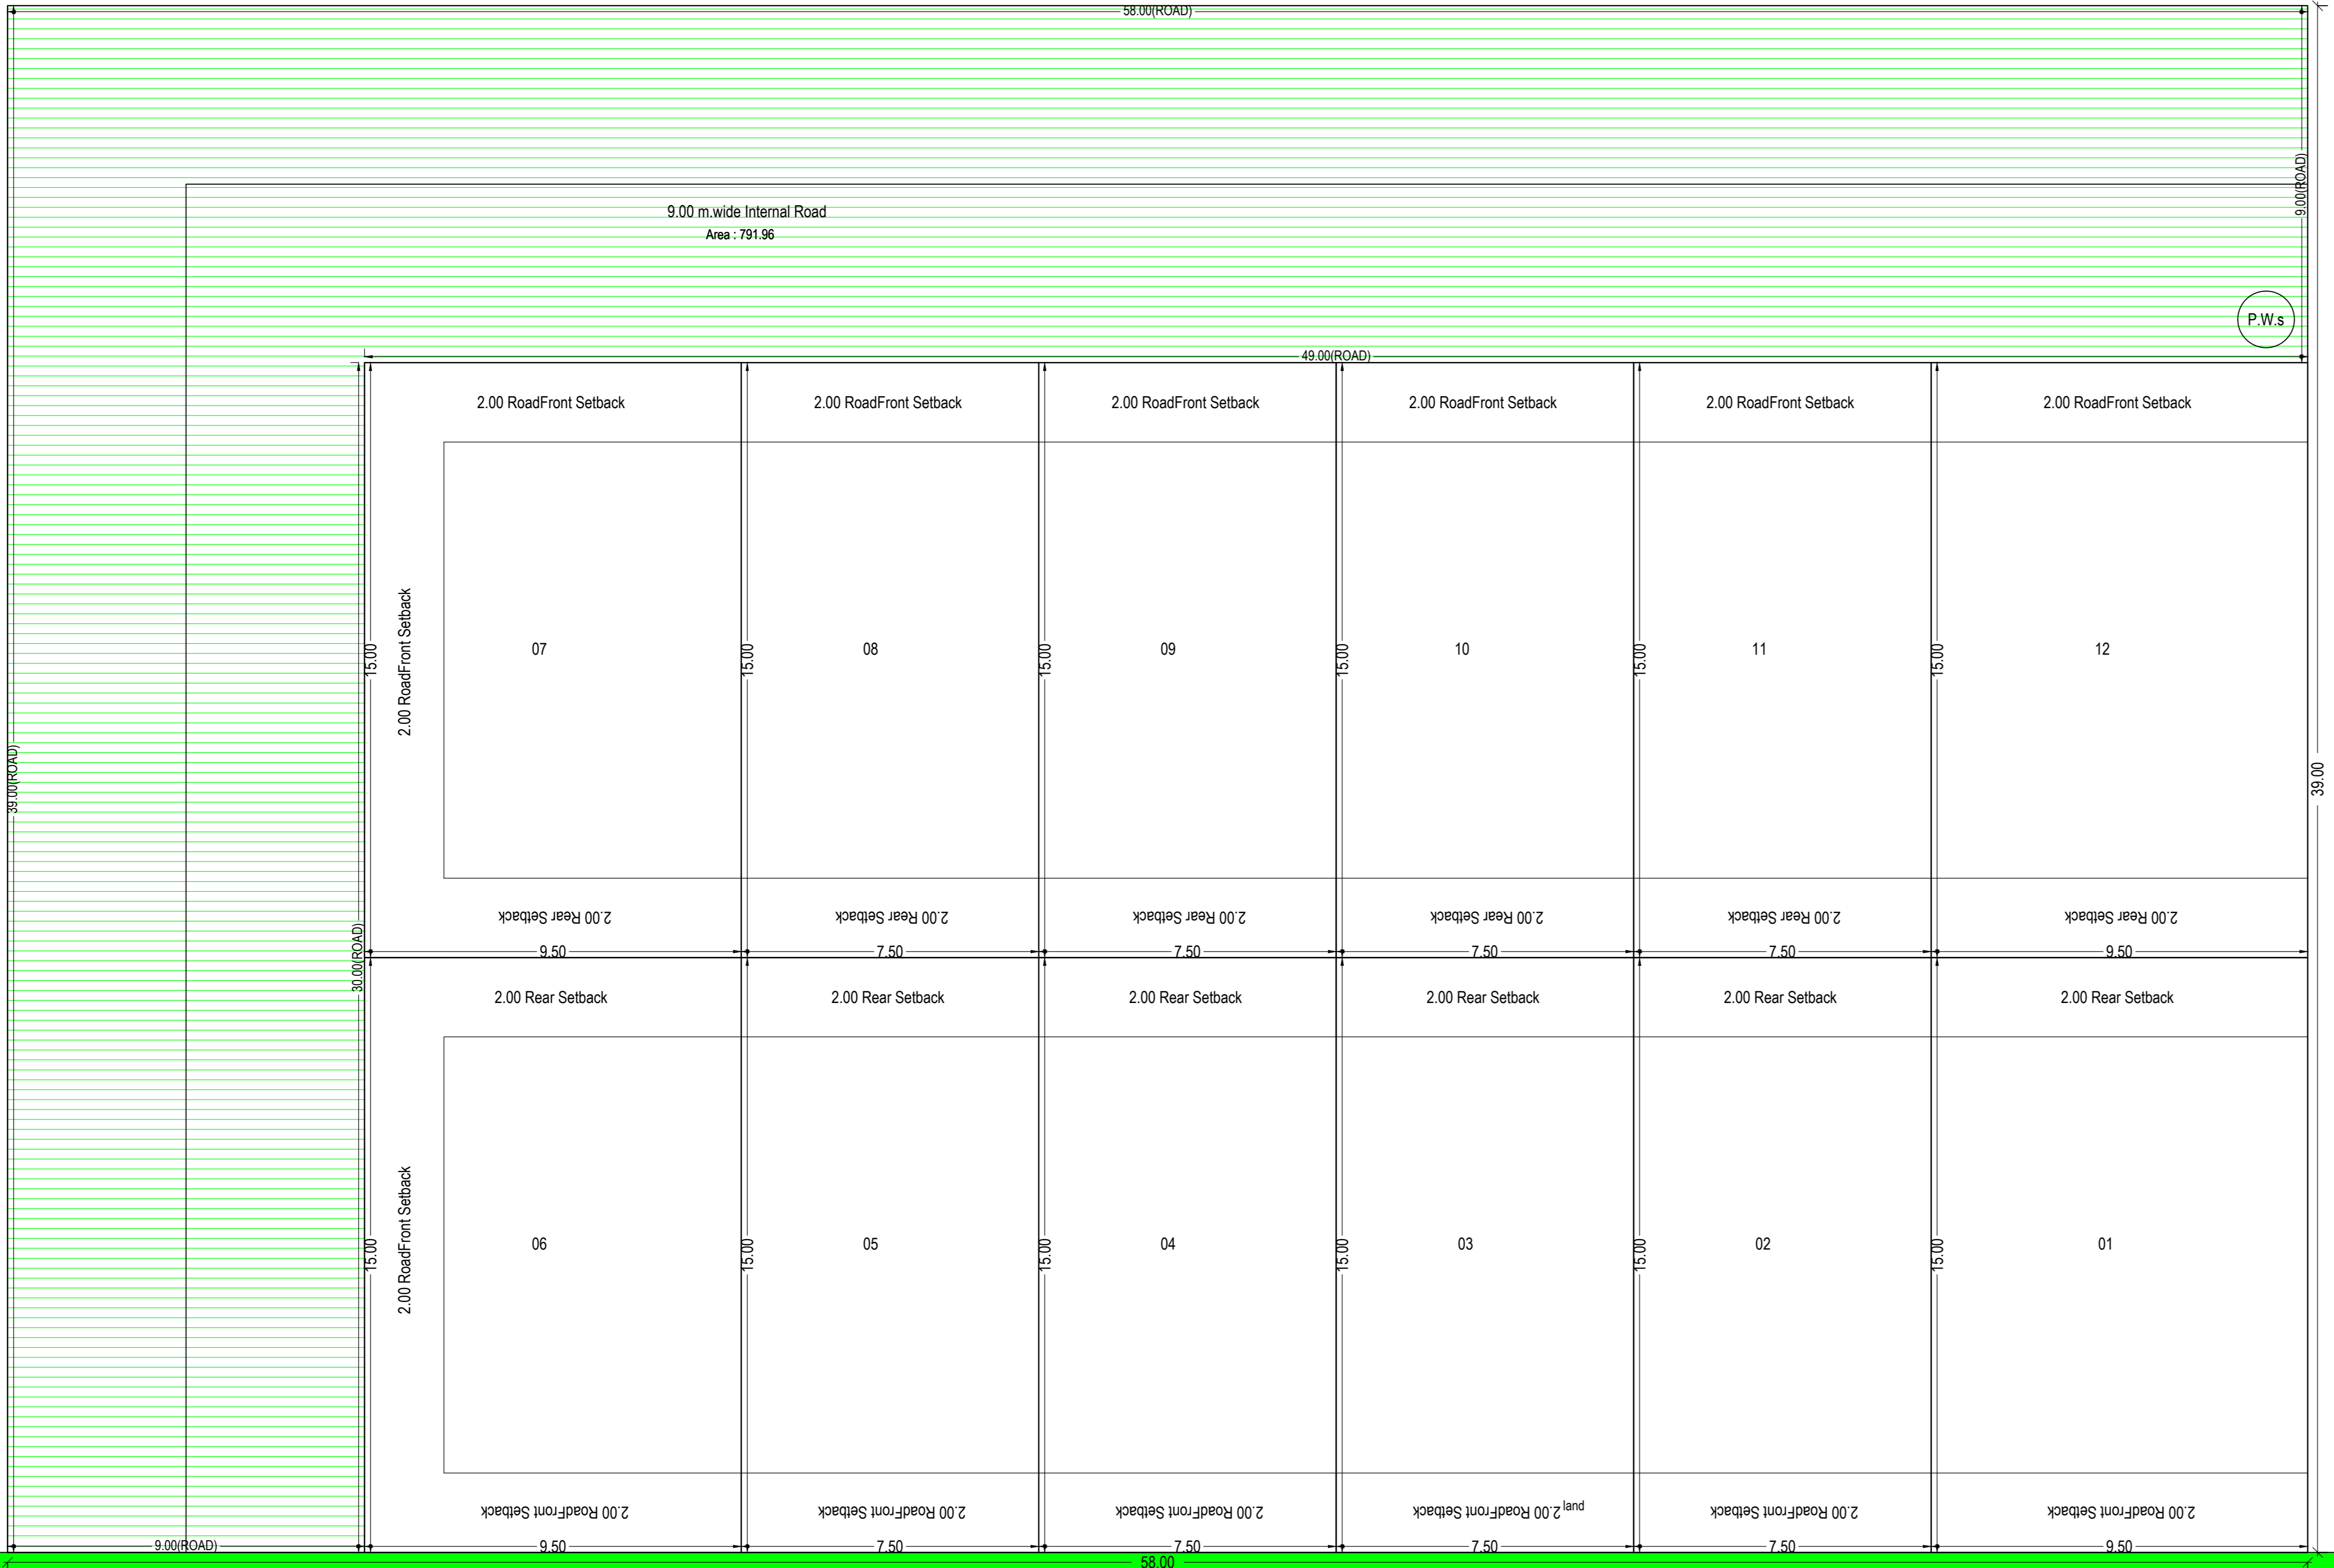 58.00(ROAD)
9.00(ROAD)
9.00 m.wide Internal Road
Area : 791.96
P.W.s
49.00(ROAD)
2.00 RoadFront Setback
2.00 RoadFront Setback
2.00 RoadFront Setback
2.00 RoadFront Setback
2.00 RoadFront Setback
2.00 RoadFront Setback
39.00(ROAD)
15.00
2.00 RoadFront Setback
07
15.00
08
15.00
09
15.00
10
15.00
11
15.00
12
39.00
2.00 Rear Setback
2.00 Rear Setback
2.00 Rear Setback
2.00 Rear Setback
2.00 Rear Setback
2.00 Rear Setback
30.00(ROAD)
9.50
7.50
7.50
7.50
7.50
9.50
2.00 Rear Setback
2.00 Rear Setback
2.00 Rear Setback
2.00 Rear Setback
2.00 Rear Setback
2.00 Rear Setback
15.00
2.00 RoadFront Setback
06
15.00
05
15.00
04
15.00
03
15.00
02
15.00
01
2.00 RoadFront Setback
2.00 RoadFront Setback
2.00 RoadFront Setback
2.00 RoadFront Setback
land
2.00 RoadFront Setback
2.00 RoadFront Setback
9.00(ROAD)
9.50
7.50
7.50
7.50
7.50
9.50
58.00